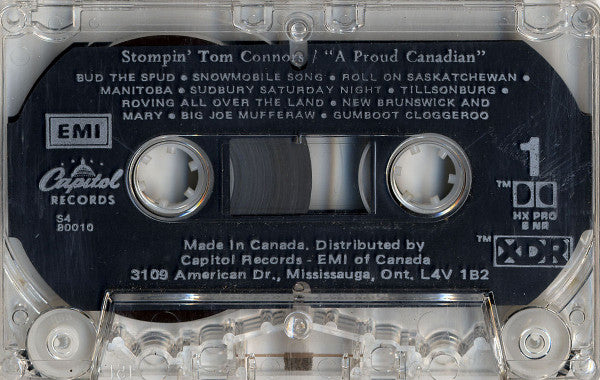 Stompin' Tom Connors / "A Proud Canadian"
BUD THE SPUD • SNOWMOBILE SONG • ROLL ON SASKATCHEWAN •
MANITOBA • SUDBURY SATURDAY NIGHT • TILLSONBURG •
ROVING ALL OVER THE LAND • NEW BRUNSWICK AND
MARY • BIG JOE MUFFERAW • GUMBOOT CLOGGEROO
EMI
1
Capitol
RECORDS
™
HX PRO
B NR
S4
80010
™XDR
Made In Canada. Distributed by
Capitol Records - EMI of Canada
3109 American Dr., Mississauga, Ont. L4V 1B2